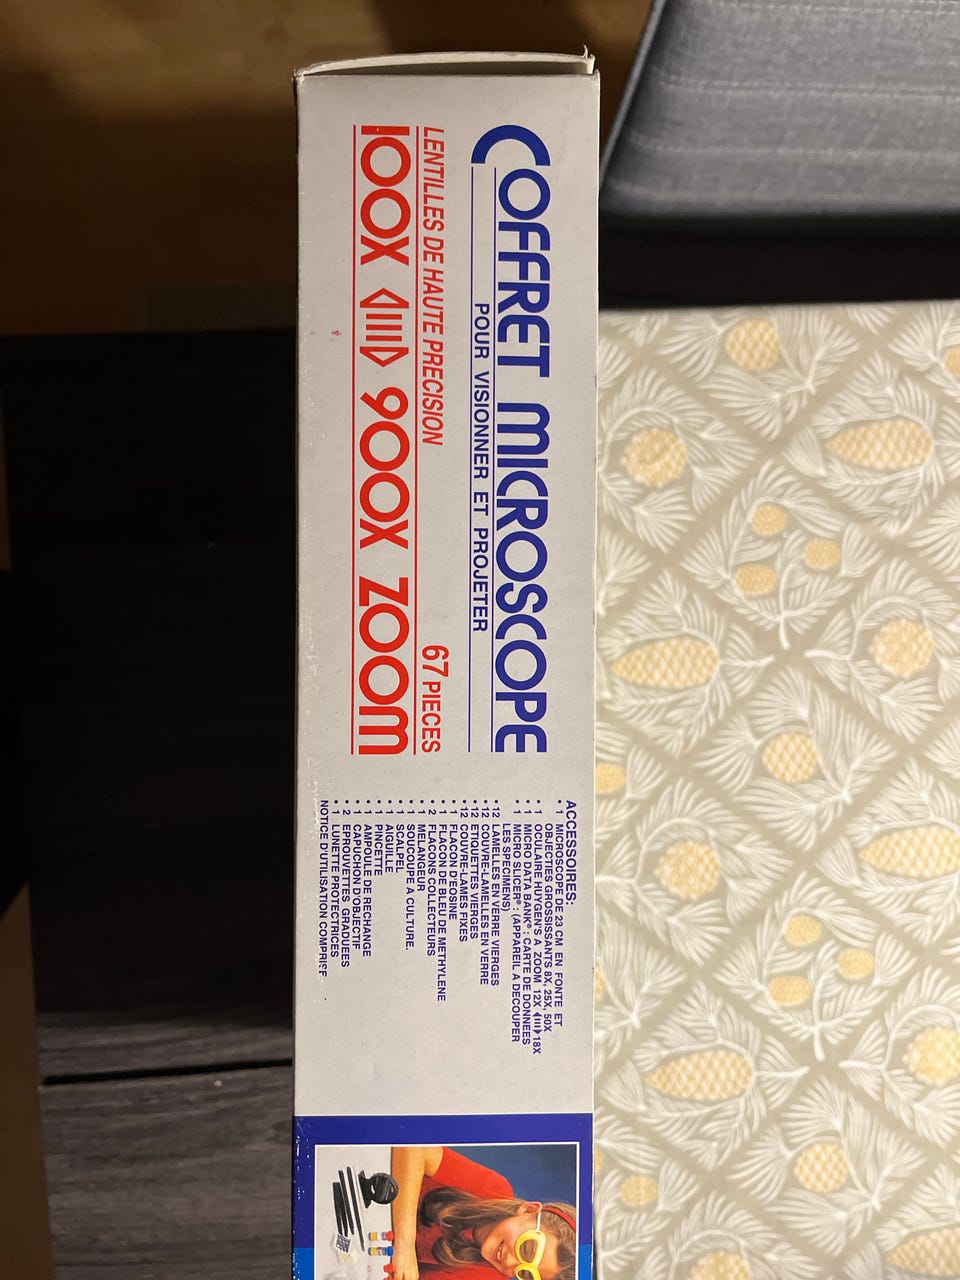 COFFRET MICROSCOPE
POUR VISIONNER ET PROJETER
LENTILLES DE HAUTE PRECISION 67 PIECES
100X 900X ZOOM
ACCESSOIRES:
• 1 MICROSCOPE DE 23 CM EN FONTE ET
OBJECTIFS GROSSISSANTS 8X, 25X, 50X
• 1 OCULAIRE HUYGEN'S A ZOOM 12X 18X
• 1 MICRO DATA BANK® : CARTE DE DONNEES
• 1 MICRO SLICER® : (APPAREIL A DECOUPER
LES SPECIMENS)
• 12 LAMELLES EN VERRE VIERGES
• 12 COUVRE-LAMELLES EN VERRE
• 12 ETIQUETTES VIERGES
• 12 COUVRE-LAMES FIXES
• 1 FLACON D'EOSINE
• 1 FLACON DE BLEU DE METHYLENE
• 2 FLACONS COLLECTEURS
• 1 MELANGEUR
• 1 SOUCOUPE A CULTURE.
• 1 SCALPEL
• 1 AIGUILLE
• 1 PINCETTE
• 1 AMPOULE DE RECHANGE
• 1 CAPUCHON D'OBJECTIF
• 2 EPROUVETTES GRADUEES
• 1 LUNETTE PROTECTRICES
NOTICE D'UTILISATION COMPRISE